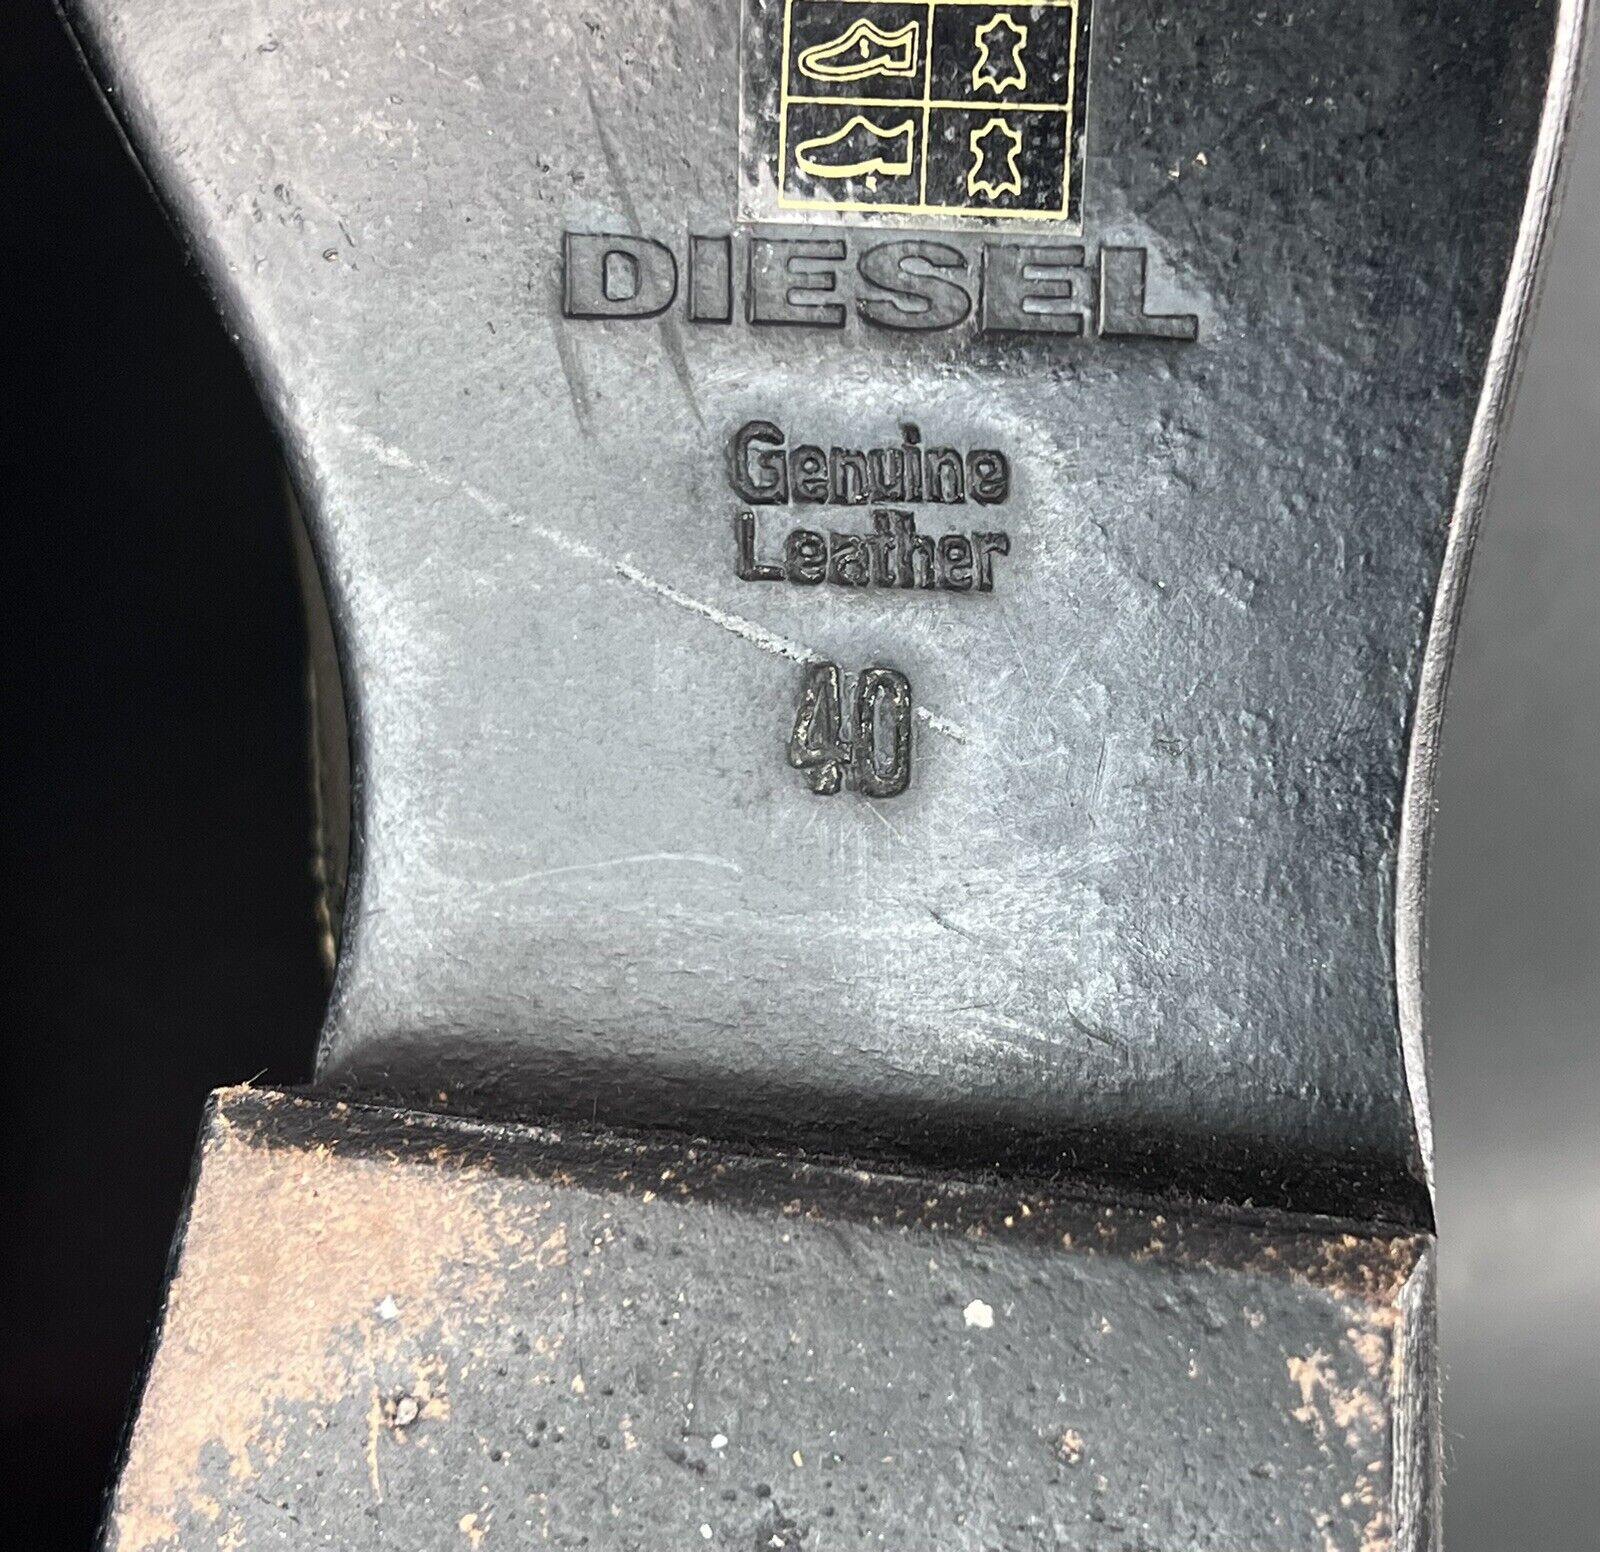 DIESEL
Genuine
Leather
40